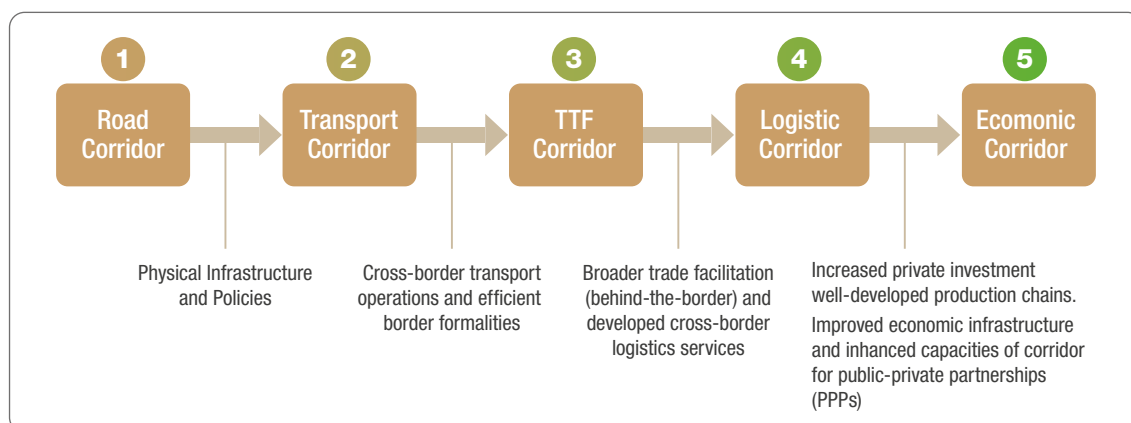 1
Road
Corridor
2
Transport
Corridor
3
TTF
Corridor
4
Logistic
Corridor
5
Ecomonic
Corridor
Physical Infrastructure
and Policies
Cross-border transport
operations and efficient
border formalities
Broader trade facilitation
(behind-the-border) and
developed cross-border
logistics services
Increased private investment
well-developed production chains.
Improved economic infrastructure
and inhanced capacities of corridor
for public-private partnerships
(PPPs)